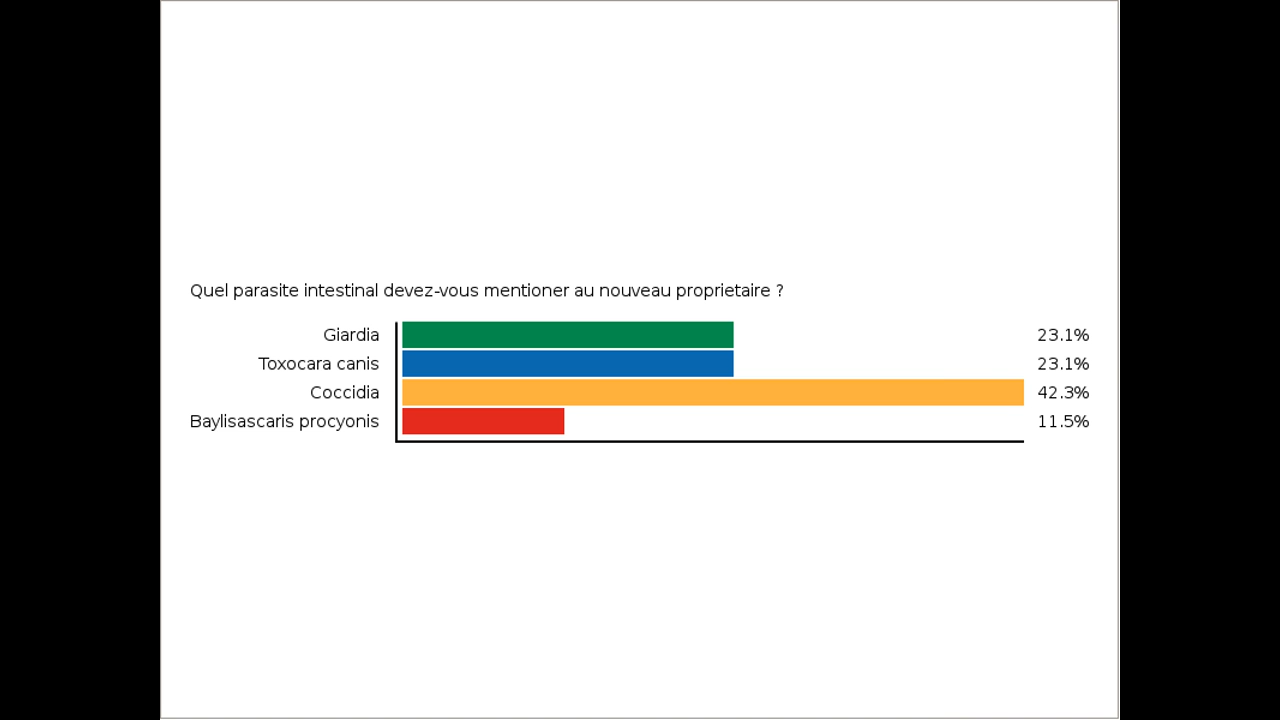 Quel parasite intestinal devez-vous mentioner au nouveau proprietaire ?
Giardia 23.1%
Toxocara canis 23.1%
Coccidia 42.3%
Baylisascaris procyonis 11.5%